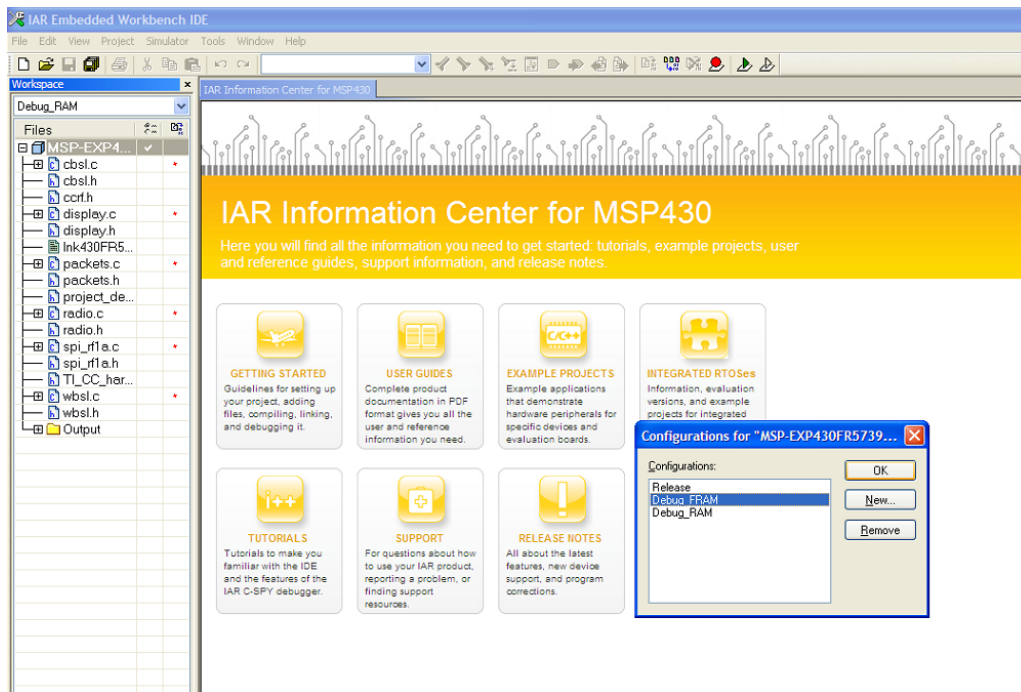 IAR Embedded Workbench IDE
File Edit View Project Simulator Tools Window Help
Workspace
Debug_RAM
Files
MSP-EXP4...
cbsl.c
cbsl.h
ccrf.h
display.c
display.h
lnk430FR5...
packets.c
packets.h
project_de...
radio.c
radio.h
spi_rf1a.c
spi_rf1a.h
TI_CC_har...
wbsl.c
wbsl.h
Output
IAR Information Center for MSP430
IAR Information Center for MSP430
Here you will find all the information you need to get started: tutorials, example projects, user
and reference guides, support information, and release notes.
GETTING STARTED
Guidelines for setting up
your project, adding
files, compiling, linking,
and debugging it.
USER GUIDES
Complete product
documentation in PDF
format gives you all the
user and reference
information you need.
C/C++
EXAMPLE PROJECTS
Example applications
that demonstrate
hardware peripherals for
specific devices and
evaluation boards.
INTEGRATED RTOSes
Information, evaluation
versions, and example
projects for integrated
i++
TUTORIALS
Tutorials to make you
familiar with the IDE
and the features of the
IAR C-SPY debugger.
SUPPORT
For questions about how
to use your IAR product,
reporting a problem, or
finding support
resources.
RELEASE NOTES
All about the latest
features, new device
support, and program
corrections.
Configurations for "MSP-EXP430FR5739...
Configurations:
Release
Debug_FRAM
Debug_RAM
OK
New...
Remove